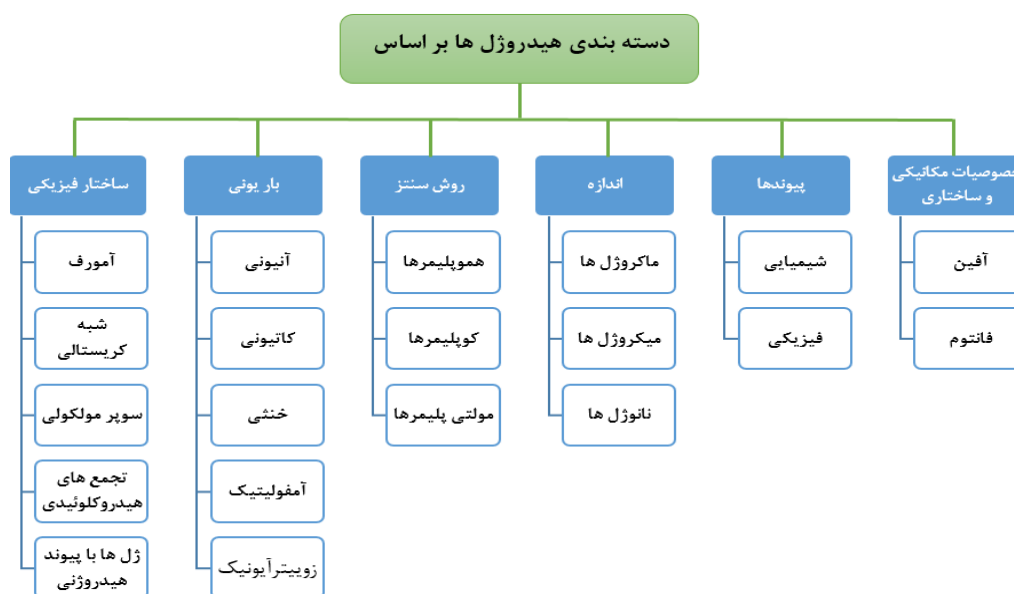 دسته بندی هیدروژل ها بر اساس
خصوصیات مکانیکی
و ساختاری
آفین
فانتوم
پیوندها
شیمیایی
فیزیکی
اندازه
ماکروژل ها
میکروژل ها
نانوژل ها
روش سنتز
هموپلیمرها
کوپلیمرها
مولتی پلیمرها
بار یونی
آنیونی
کاتیونی
خنثی
آمفولیتیک
زوییترآیونیک
ساختار فیزیکی
آمورف
شبه
کریستالی
سوپر مولکولی
تجمع های
هیدروکلوئیدی
ژل ها با پیوند
هیدروژنی